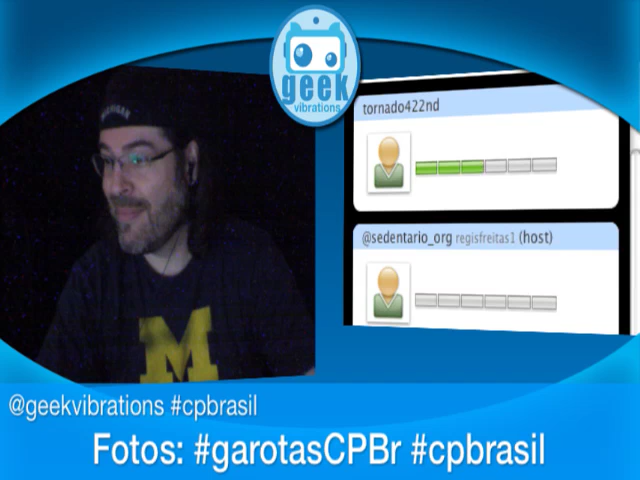 geek
vibrations
tornado422nd
@sedentario_org regisfreitas1 (host)
M
@geekvibrations #cpbrasil
Fotos: #garotasCPBr #cpbrasil